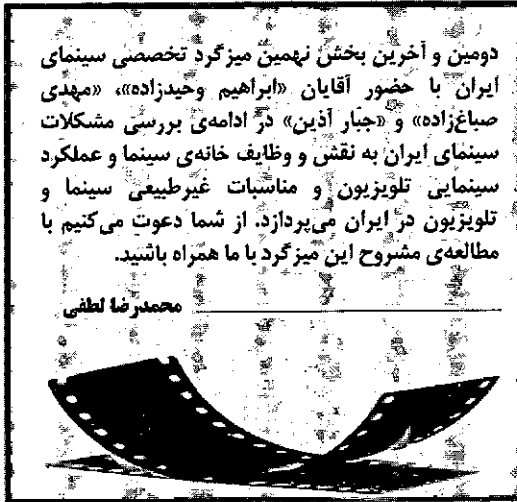 دومین و آخرین بخش نهمین میزگرد تخصصی سینمای
ایران با حضور آقایان «ابراهیم وحیدزاده»، «مهدی
صباغ‌زاده» و «جبار آذین» در ادامه‌ی بررسی مشکلات
سینمای ایران به نقش و وظایف خانه‌ی سینما و عملکرد
سینمایی تلویزیون و مناسبات غیرطبیعی سینما و
تلویزیون در ایران می‌پردازد. از شما دعوت می‌کنیم با
مطالعه‌ی مشروح این میزگرد با ما همراه باشید.
محمدرضا لطفی